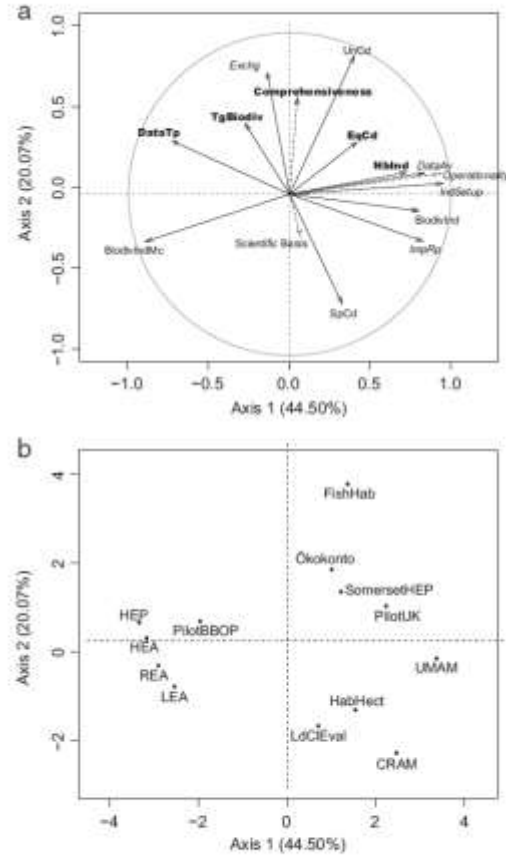 a
1.0
0.5
0.0
−0.5
−1.0
Axis 2 (20.07%)
UnCd
Exchg
Comprehensiveness
TgBiodiv
DataTp
EqCd
NbInd
DataAv
Operationality
IndSetup
BiodivInd
BiodivIndMc
Scientific Basis
ImpRp
SpCd
−1.0 −0.5 0.0 0.5 1.0
Axis 1 (44.50%)
b
4
2
0
−2
Axis 2 (20.07%)
FishHab
Ökokonto
SomersetHEP
PilotUK
HEP
PilotBBOP
HEA
REA
UMAM
LEA
HabHect
LdClEval
CRAM
−4 −2 0 2 4
Axis 1 (44.50%)